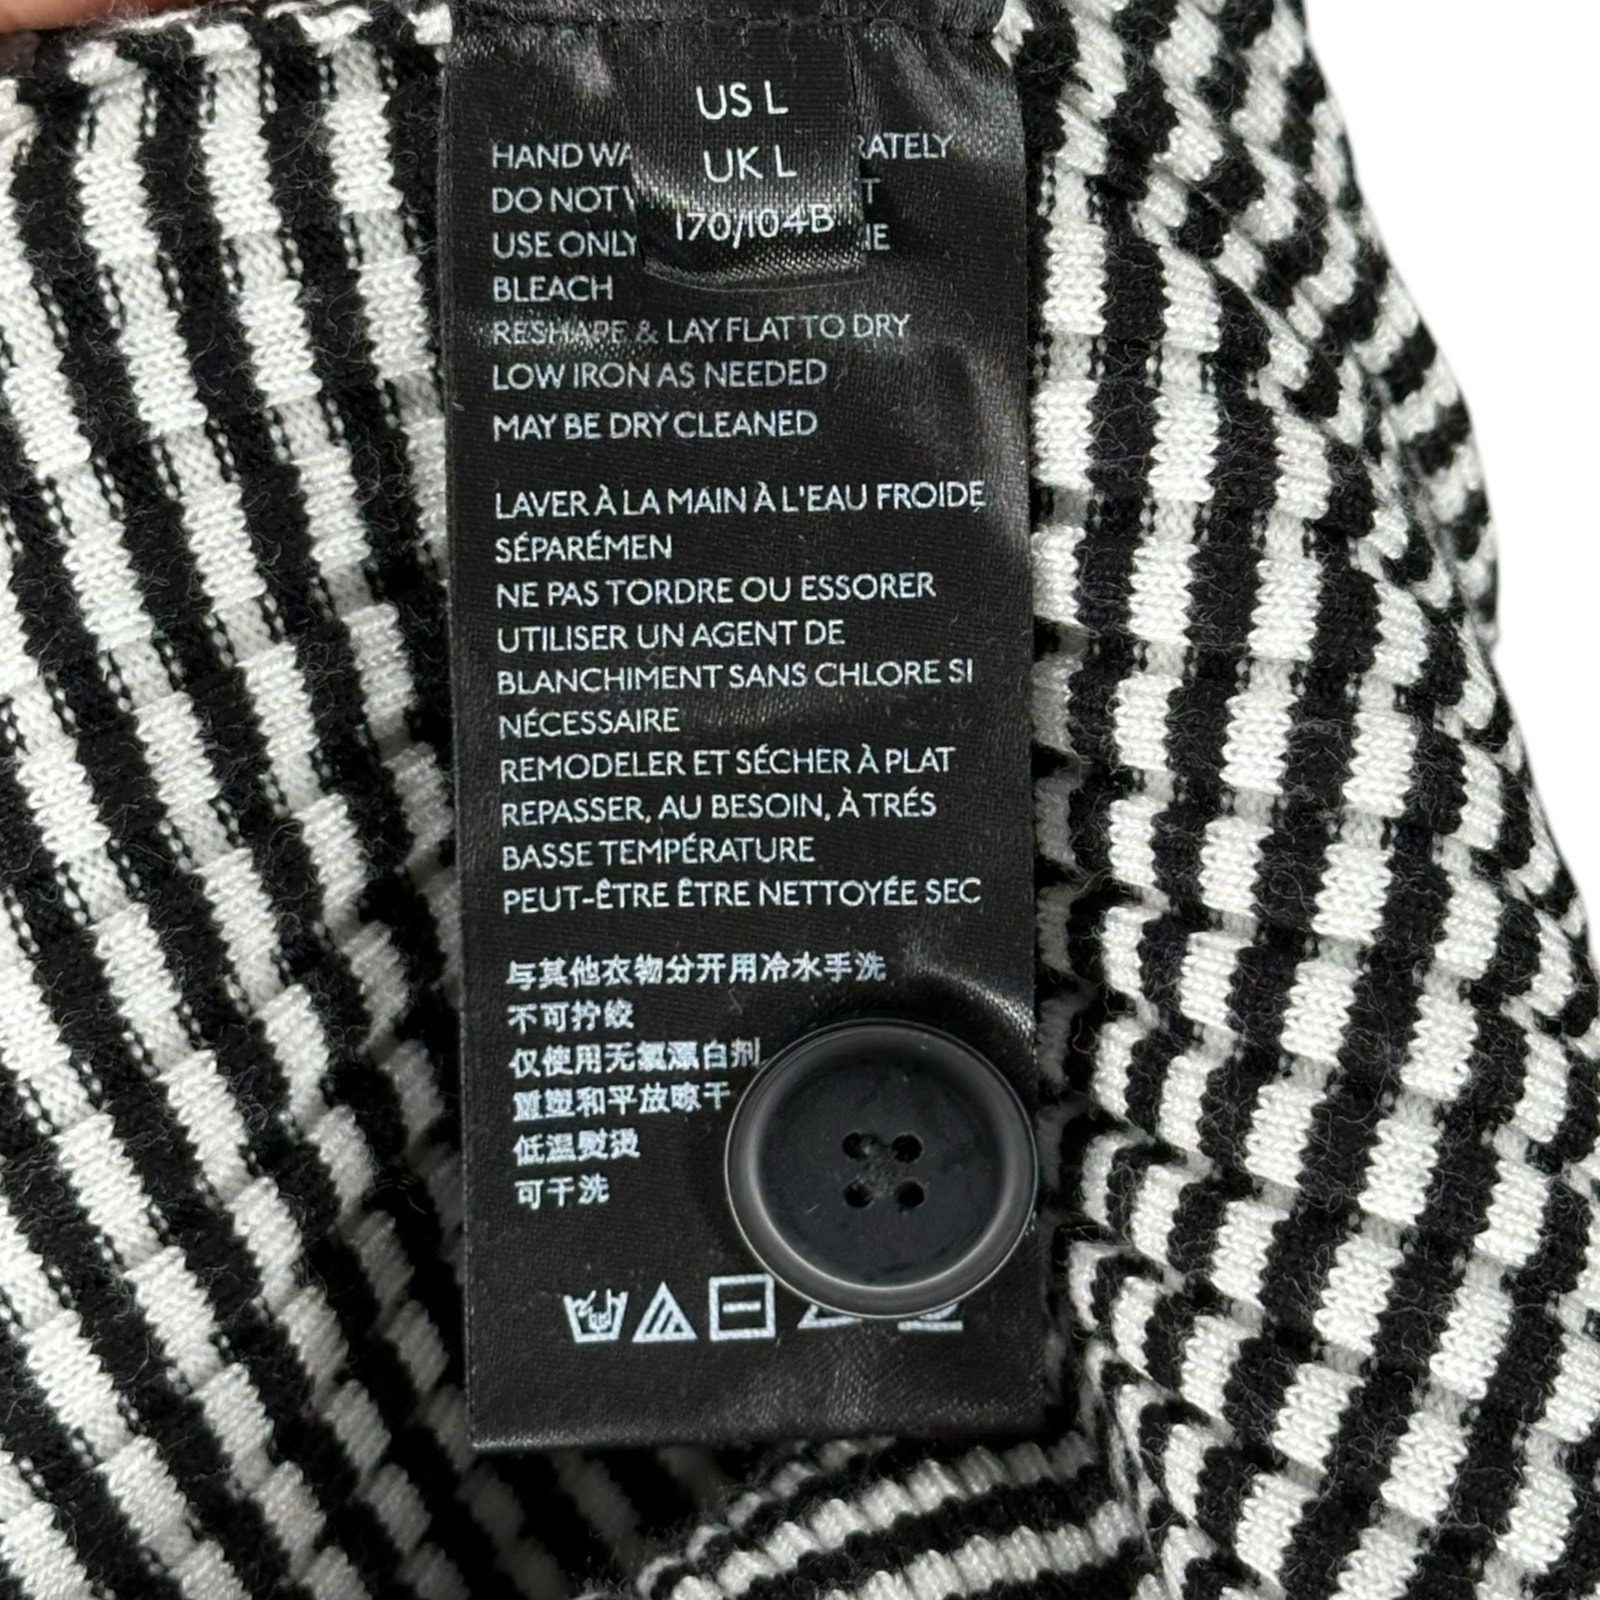 US L
UK L
170/104B
HAND
DO NOT
USE ONLY
BLEACH
RESHAPE & LAY FLAT TO DRY
LOW IRON AS NEEDED
MAY BE DRY CLEANED
LAVER À LA MAIN À L'EAU FROIDE
SÉPARÉMEN
NE PAS TORDRE OU ESSORER
UTILISER UN AGENT DE
BLANCHIMENT SANS CHLORE SI
NÉCESSAIRE
REMODELER ET SÉCHER À PLAT
REPASSER, AU BESOIN, À TRÉS
BASSE TEMPÉRATURE
PEUT-ÊTRE ÊTRE NETTOYÉE SEC
与其他衣物分开用冷水手洗
不可拧绞
仅使用无氯漂白剂
重塑和平放晾干
低温熨烫
可干洗